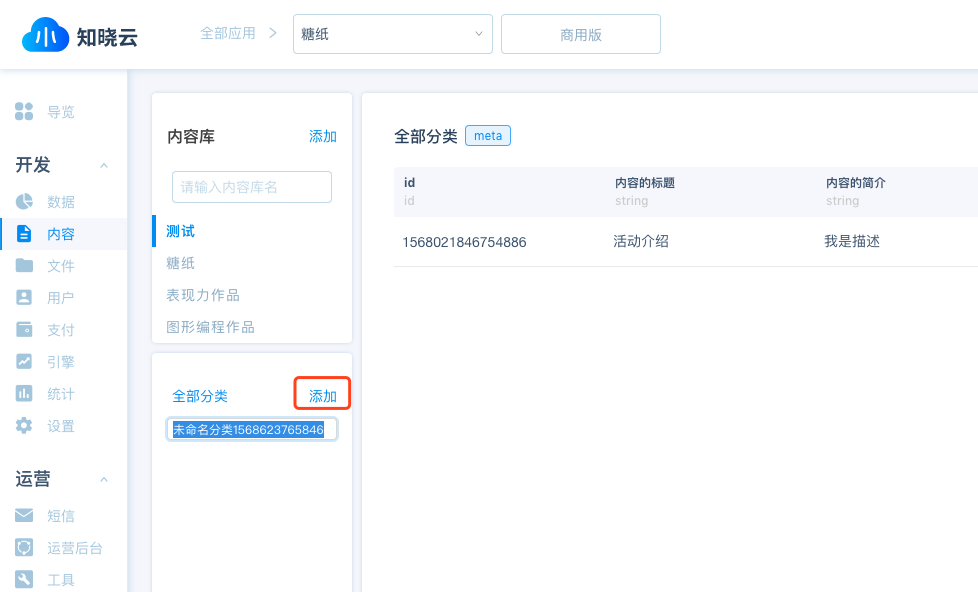 知晓云
全部应用 > 糖纸 商用版
导览
开发
数据
内容
文件
用户
支付
引擎
统计
设置
运营
短信
运营后台
工具
内容库 添加
请输入内容库名
测试
糖纸
表现力作品
图形编程作品
全部分类 添加
未命名分类1568623765846
全部分类 meta
id 内容的标题 内容的简介
id string string
1568021846754886 活动介绍 我是描述